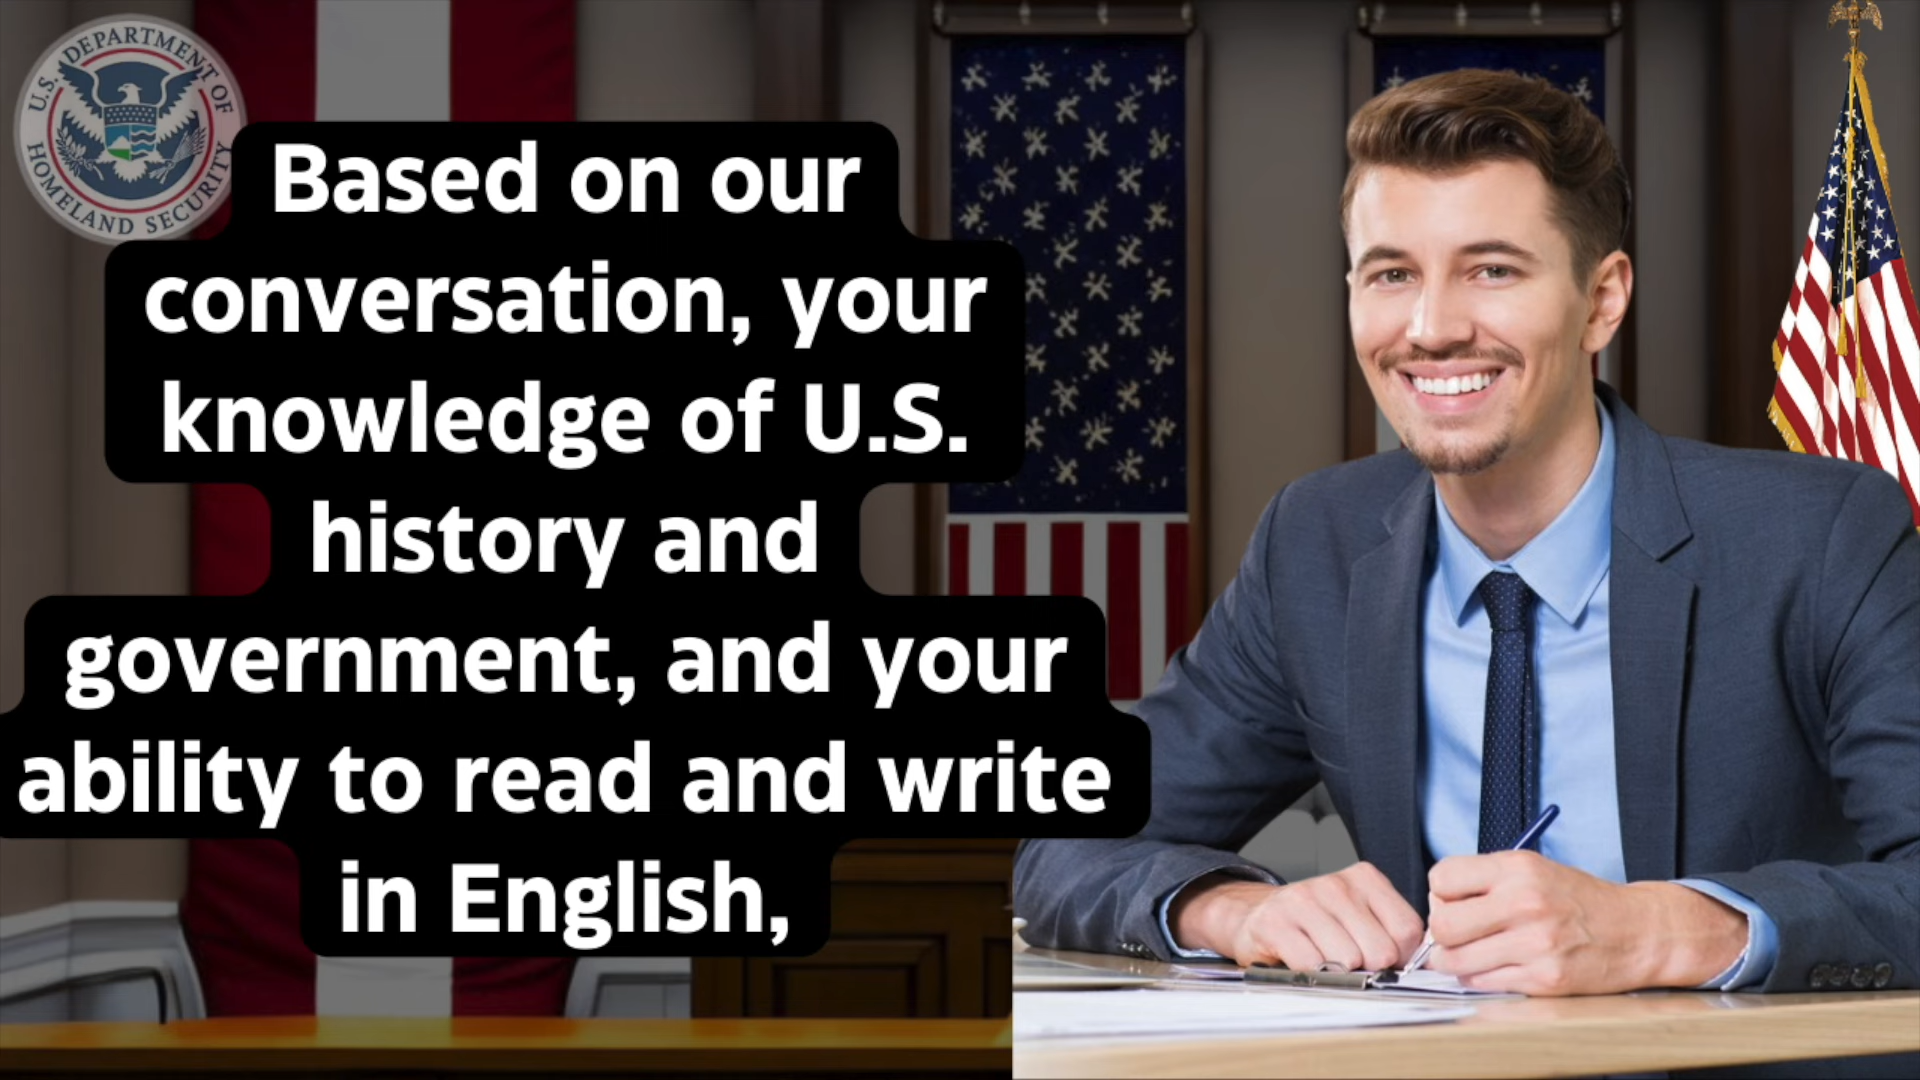 U.S. DEPARTMENT OF
HOMELAND SECURITY
Based on our
conversation, your
knowledge of U.S.
history and
government, and your
ability to read and write
in English,